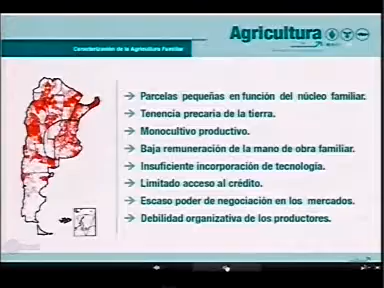 Agricultura
Caracterización de la Agricultura Familiar
→ Parcelas pequeñas en función del núcleo familiar.
→ Tenencia precaria de la tierra.
→ Monocultivo productivo.
→ Baja remuneración de la mano de obra familiar.
→ Insuficiente incorporación de tecnología.
→ Limitado acceso al crédito.
→ Escaso poder de negociación en los mercados.
→ Debilidad organizativa de los productores.